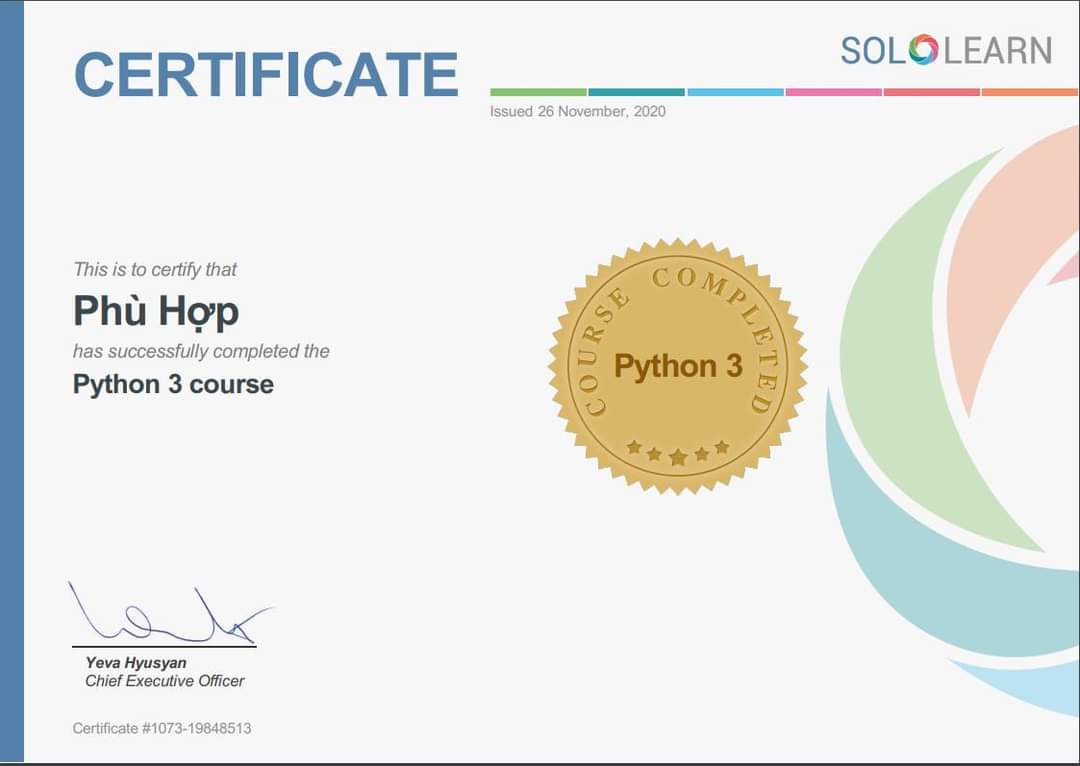 CERTIFICATE
SOLOLEARN
Issued 26 November, 2020
This is to certify that
Phù Hợp
has successfully completed the
Python 3 course
COURSE COMPLETED
Python 3
Yeva Hyusyan
Chief Executive Officer
Certificate #1073-19848513